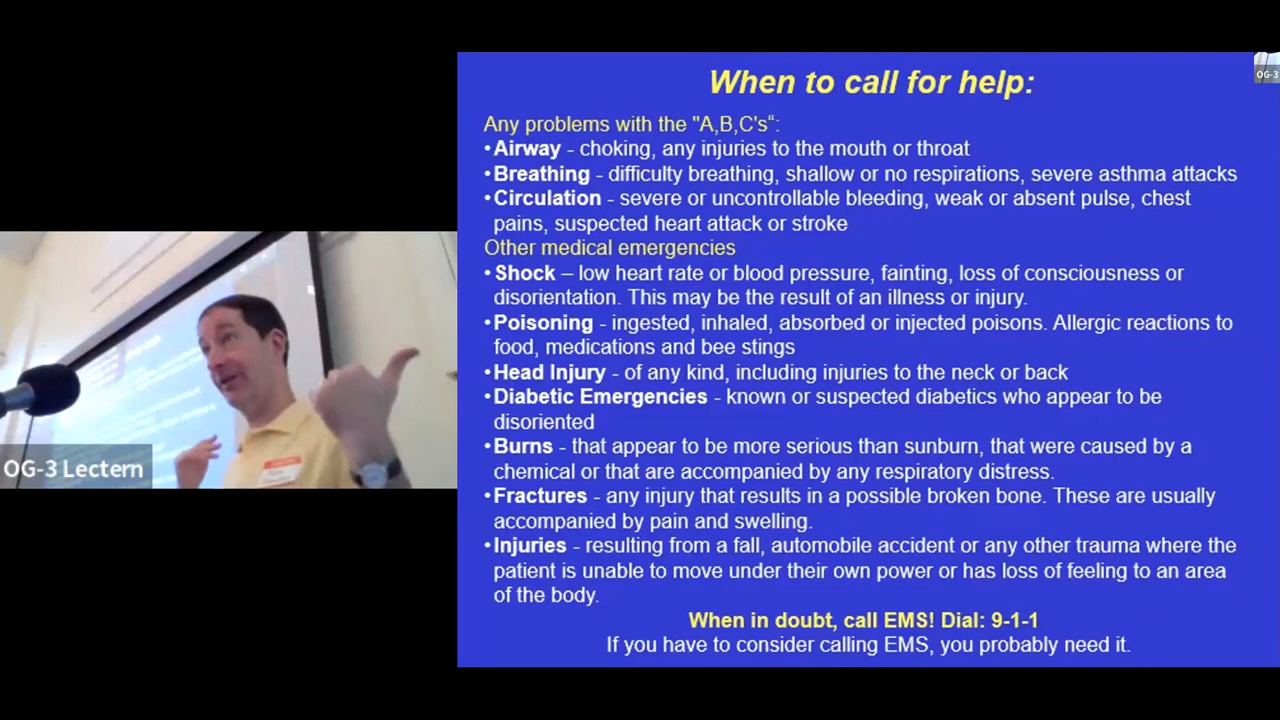 When to call for help:
Any problems with the "A,B,C's“:
•Airway - choking, any injuries to the mouth or throat
•Breathing - difficulty breathing, shallow or no respirations, severe asthma attacks
•Circulation - severe or uncontrollable bleeding, weak or absent pulse, chest
pains, suspected heart attack or stroke
Other medical emergencies
•Shock – low heart rate or blood pressure, fainting, loss of consciousness or
disorientation. This may be the result of an illness or injury.
•Poisoning - ingested, inhaled, absorbed or injected poisons. Allergic reactions to
food, medications and bee stings
•Head Injury - of any kind, including injuries to the neck or back
•Diabetic Emergencies - known or suspected diabetics who appear to be
disoriented
•Burns - that appear to be more serious than sunburn, that were caused by a
chemical or that are accompanied by any respiratory distress.
•Fractures - any injury that results in a possible broken bone. These are usually
accompanied by pain and swelling.
•Injuries - resulting from a fall, automobile accident or any other trauma where the
patient is unable to move under their own power or has loss of feeling to an area
of the body.
When in doubt, call EMS! Dial: 9-1-1
If you have to consider calling EMS, you probably need it.
OG-3 Lectern
OG-3